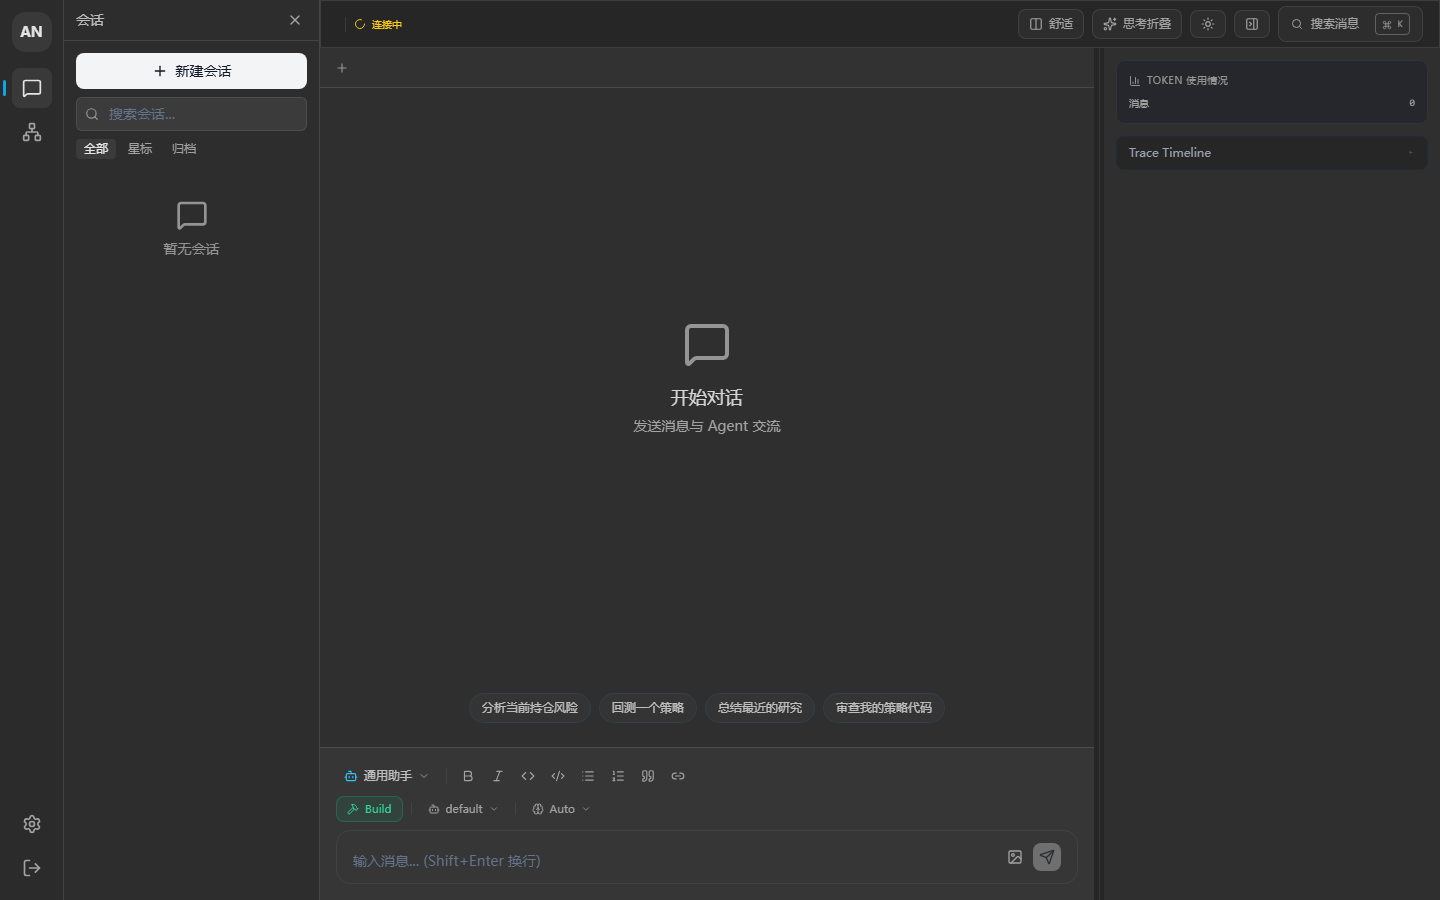 AN
会话
新建会话
搜索会话...
全部 星标 归档
暂无会话
连接中
舒适 思考折叠 搜索消息 ⌘ K
开始对话
发送消息与 Agent 交流
分析当前持仓风险 回测一个策略 总结最近的研究 审查我的策略代码
通用助手
Build default Auto
输入消息... (Shift+Enter 换行)
TOKEN 使用情况
消息 0
Trace Timeline